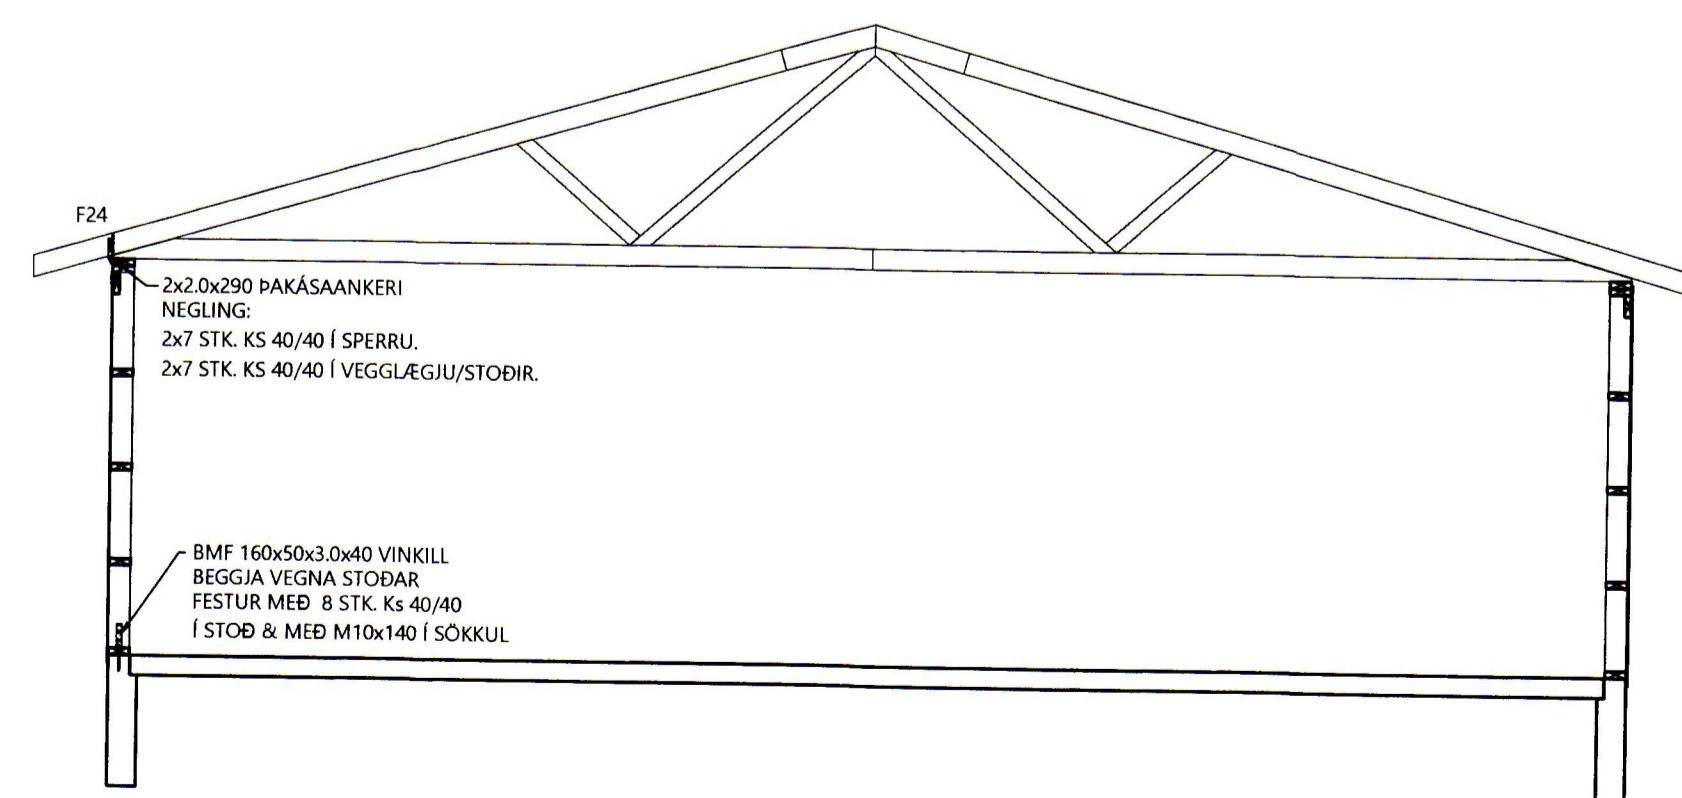 F24
2x2.0x290 ÞAKÁSAANKERI
NEGLING:
2x7 STK. KS 40/40 Í SPERRU.
2x7 STK. KS 40/40 Í VEGGLÆGJU/STOÐIR.
BMF 160x50x3.0x40 VINKILL
BEGGJA VEGNA STOÐAR
FESTUR MEÐ 8 STK. Ks 40/40
Í STOÐ & MEÐ M10x140 Í SÖKKUL